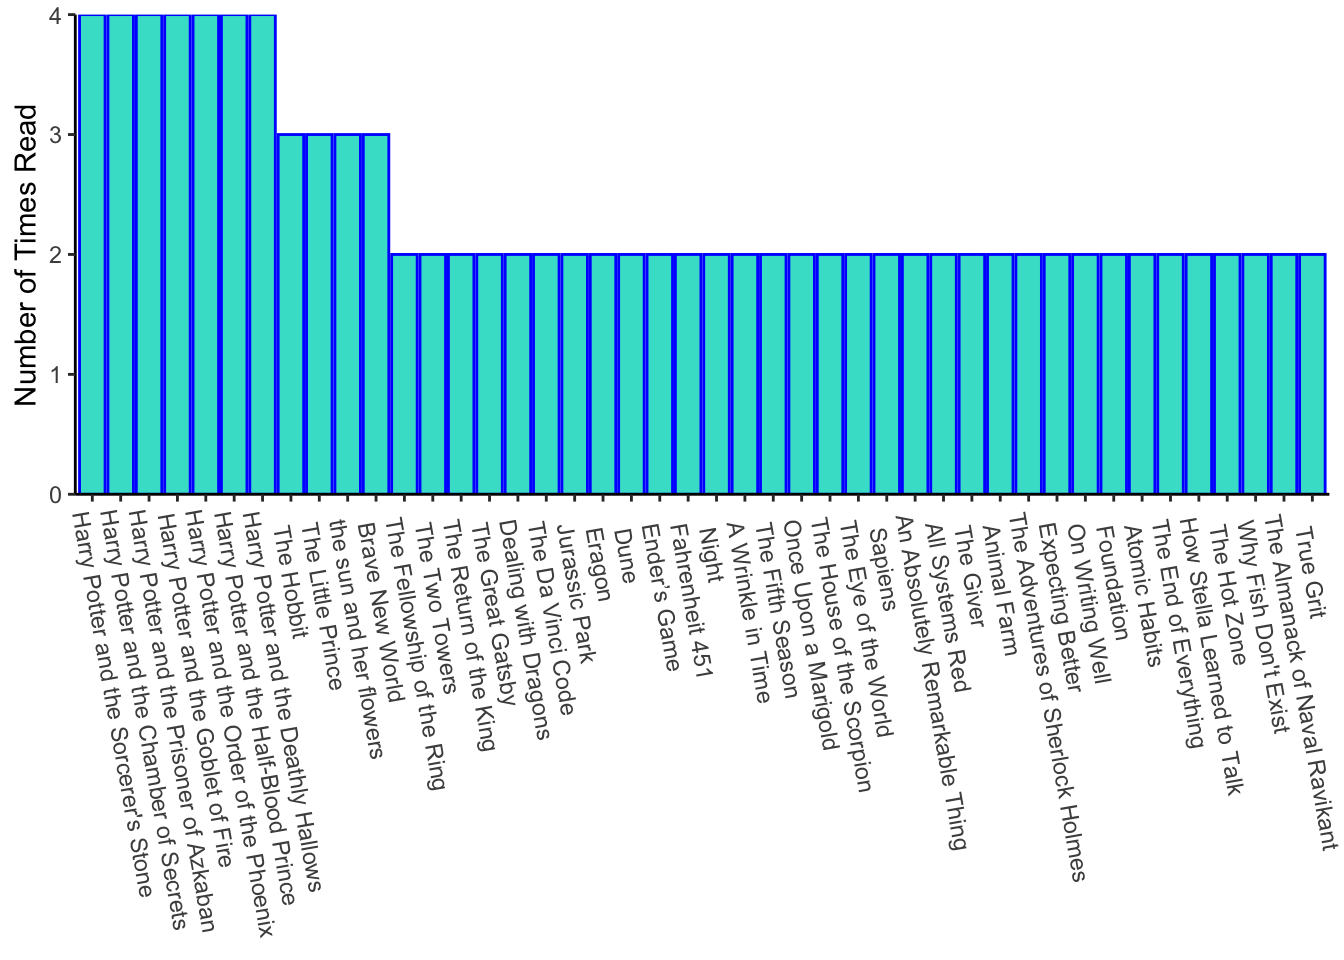 4
3
2
1
0
Number of Times Read
Harry Potter and the Sorcerer's Stone
Harry Potter and the Chamber of Secrets
Harry Potter and the Prisoner of Azkaban
Harry Potter and the Goblet of Fire
Harry Potter and the Order of the Phoenix
Harry Potter and the Half-Blood Prince
Harry Potter and the Deathly Hallows
The Hobbit
The Little Prince
the sun and her flowers
Brave New World
The Fellowship of the Ring
The Two Towers
The Return of the King
The Great Gatsby
Dealing with Dragons
The Da Vinci Code
Jurassic Park
Eragon
Dune
Ender’s Game
Fahrenheit 451
Night
A Wrinkle in Time
The Fifth Season
Once Upon a Marigold
The House of the Scorpion
The Eye of the World
Sapiens
An Absolutely Remarkable Thing
All Systems Red
The Giver
Animal Farm
The Adventures of Sherlock Holmes
Expecting Better
On Writing Well
Foundation
Atomic Habits
The End of Everything
How Stella Learned to Talk
The Hot Zone
Why Fish Don't Exist
The Almanack of Naval Ravikant
True Grit